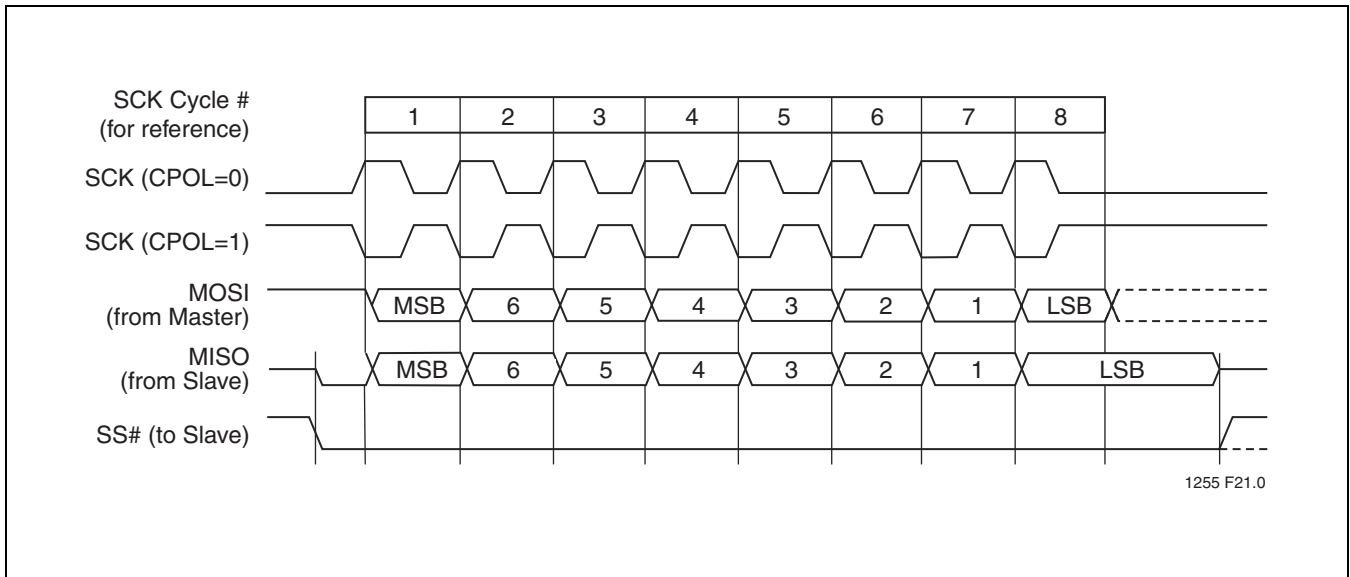 SCK Cycle #
(for reference)
1 2 3 4 5 6 7 8
SCK (CPOL=0)
SCK (CPOL=1)
MOSI
(from Master)
MSB 6 5 4 3 2 1 LSB
MISO
(from Slave)
MSB 6 5 4 3 2 1 LSB
SS# (to Slave)
1255 F21.0